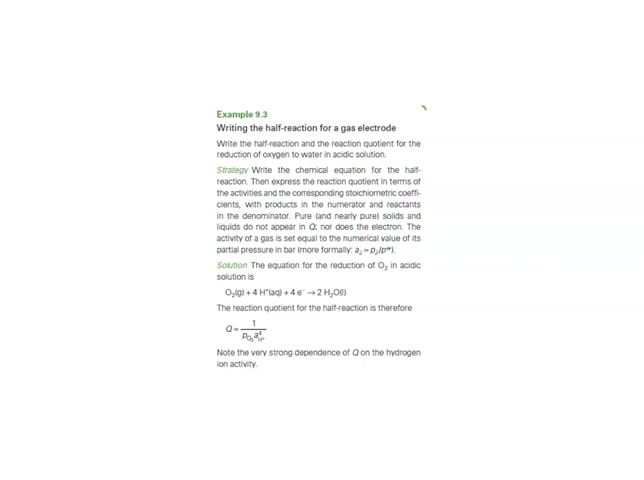 Example 9.3
Writing the half-reaction for a gas electrode
Write the half-reaction and the reaction quotient for the
reduction of oxygen to water in acidic solution.
Strategy Write the chemical equation for the half-
reaction. Then express the reaction quotient in terms of
the activities and the corresponding stoichiometric coeffi-
cients, with products in the numerator and reactants
in the denominator. Pure (and nearly pure) solids and
liquids do not appear in Q; nor does the electron. The
activity of a gas is set equal to the numerical value of its
partial pressure in bar (more formally: a_J = p_J/p°).
Solution The equation for the reduction of O₂ in acidic
solution is
O₂(g) + 4 H⁺(aq) + 4 e⁻ → 2 H₂O(l)
The reaction quotient for the half-reaction is therefore
Q = 1 / (p_O₂ a_H⁺⁴)
Note the very strong dependence of Q on the hydrogen
ion activity.